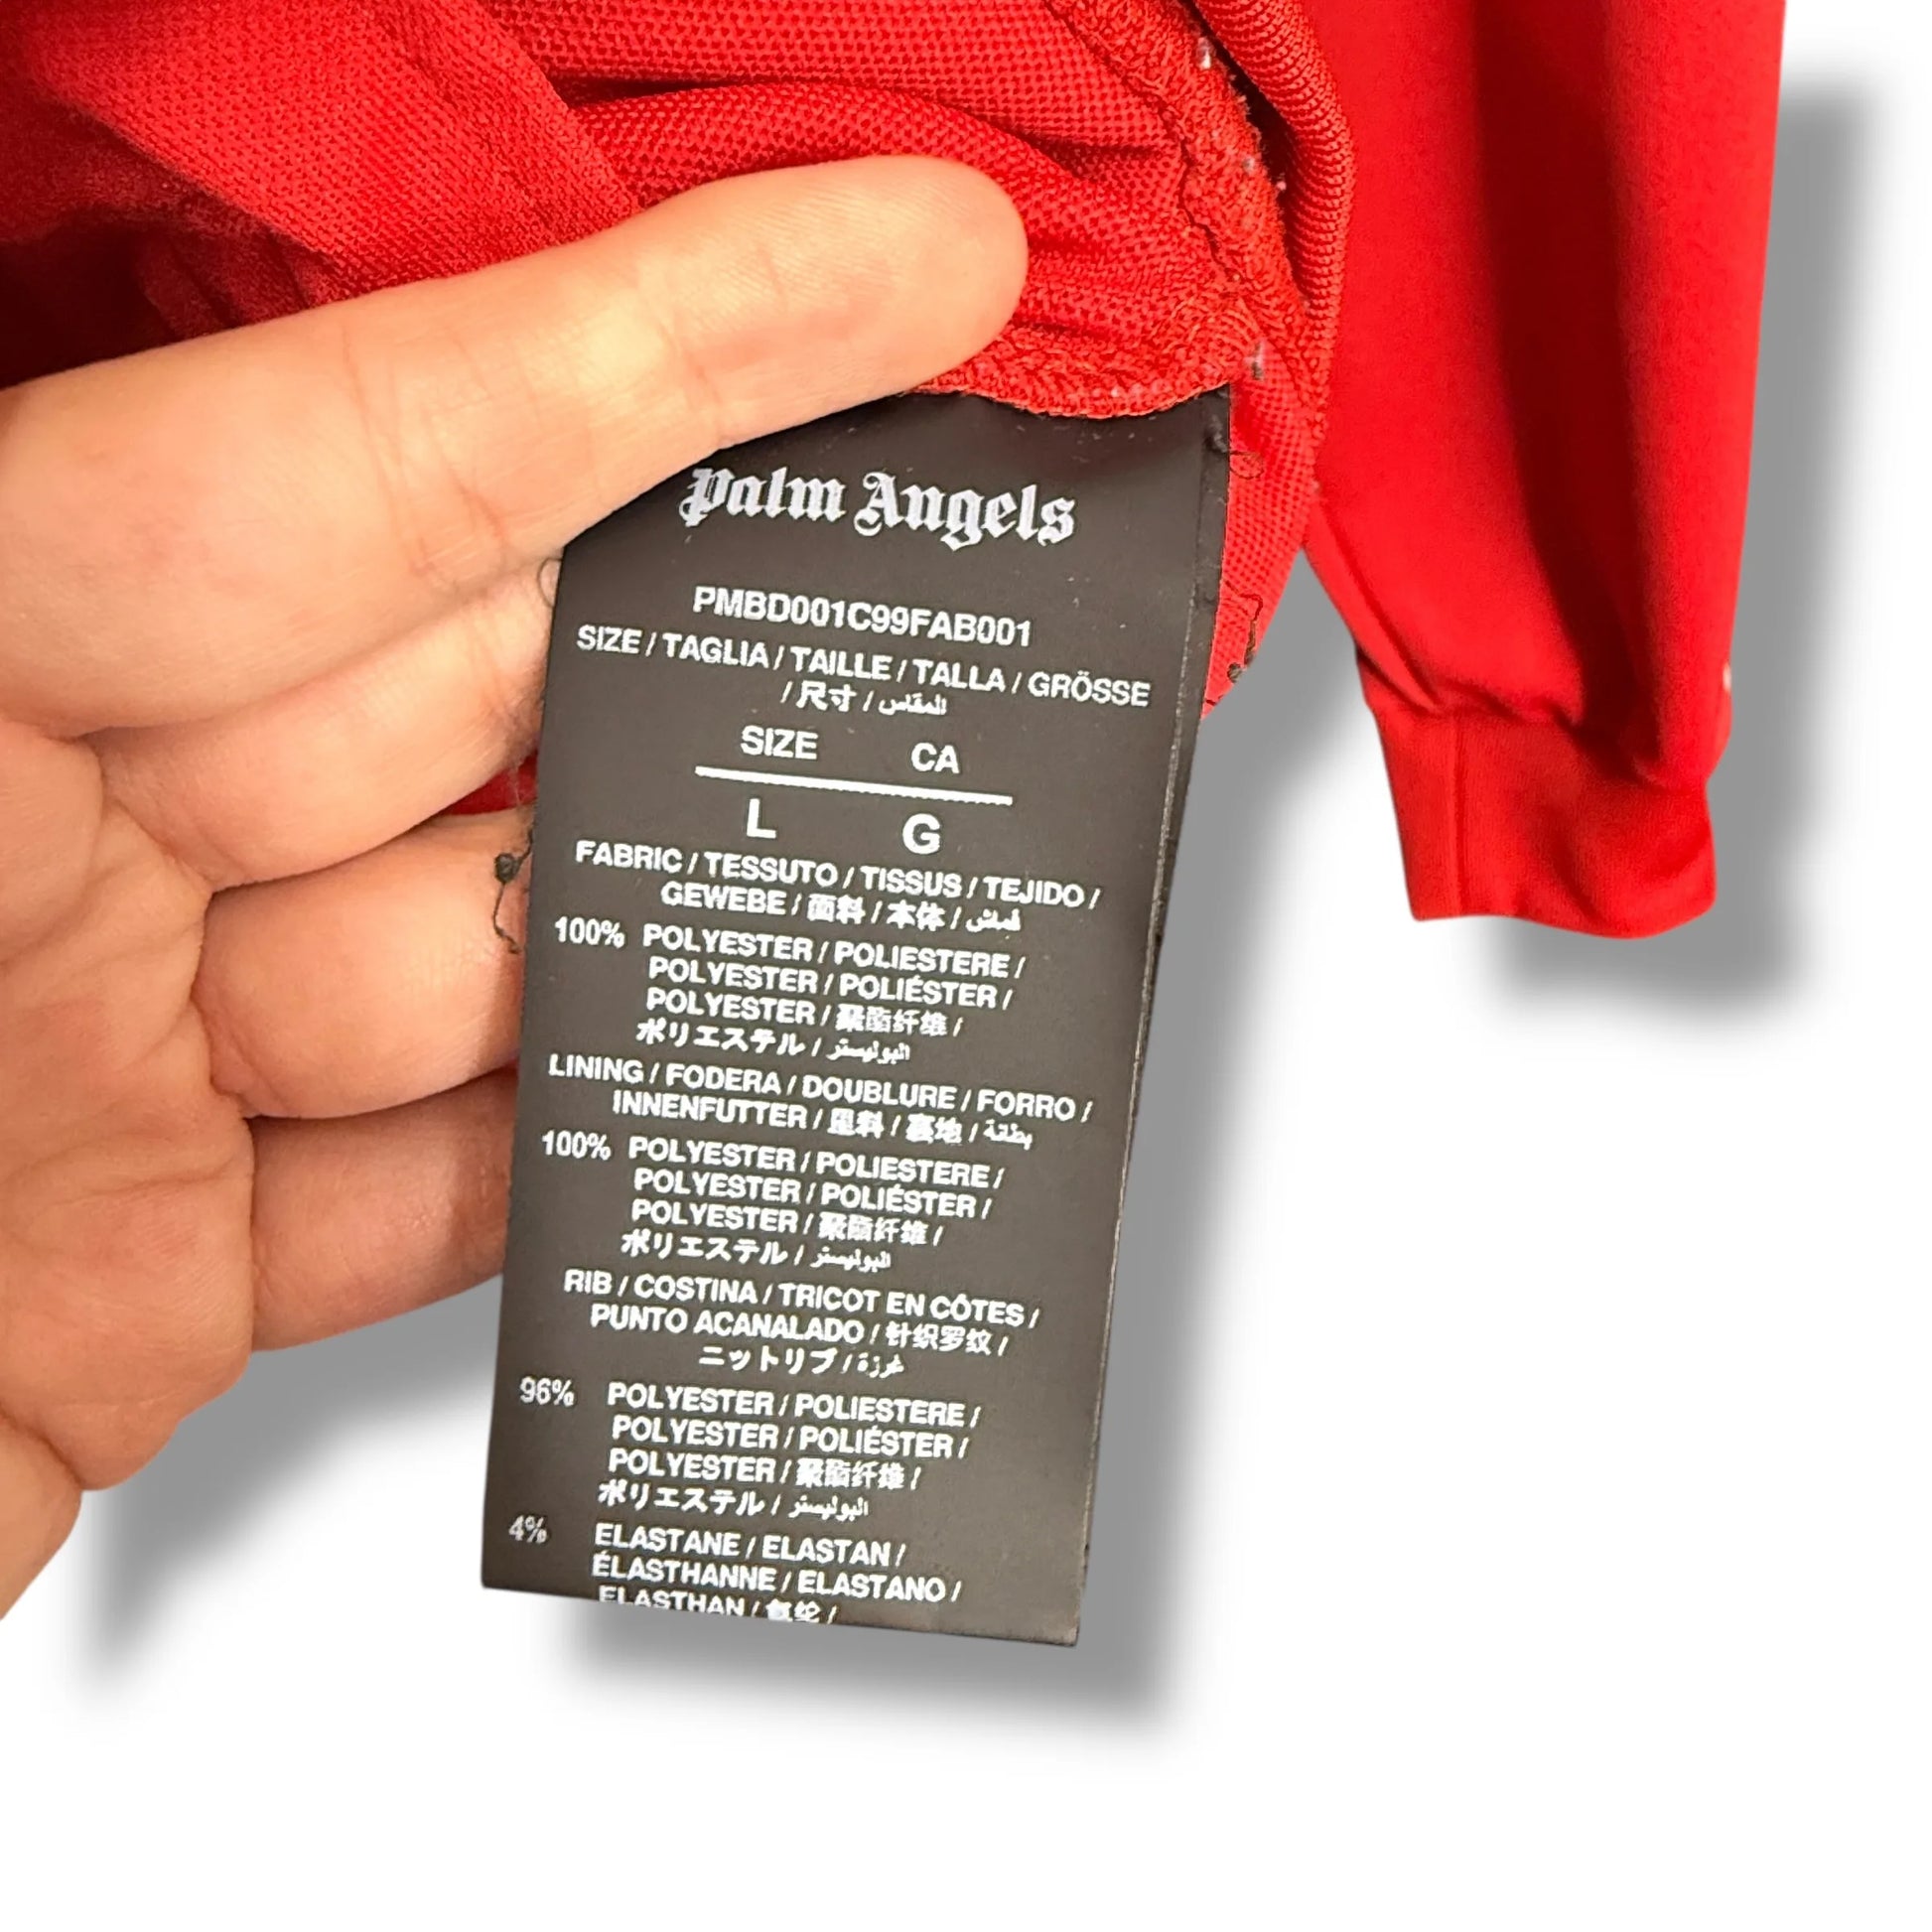 Palm Angels
PMBD001C99FAB001
SIZE / TAGLIA / TAILLE / TALLA / GRÖSSE
/ 尺寸 / المقاس
SIZE CA
L G
FABRIC / TESSUTO / TISSUS / TEJIDO /
GEWEBE / 面料 / 本体 / قماش
100% POLYESTER / POLIESTERE /
POLYESTER / POLIÉSTER /
POLYESTER / 聚酯纤维 /
ポリエステル / البوليستر
LINING / FODERA / DOUBLURE / FORRO /
INNENFUTTER / 里料 / 裏地 / بطانة
100% POLYESTER / POLIESTERE /
POLYESTER / POLIÉSTER /
POLYESTER / 聚酯纤维 /
ポリエステル / البوليستر
RIB / COSTINA / TRICOT EN CÔTES /
PUNTO ACANALADO / 针织罗纹 /
ニットリブ / غرزة
96% POLYESTER / POLIESTERE /
POLYESTER / POLIÉSTER /
POLYESTER / 聚酯纤维 /
ポリエステル / البوليستر
4% ELASTANE / ELASTAN /
ÉLASTHANNE / ELASTANO /
ELASTHAN / 氨纶 /